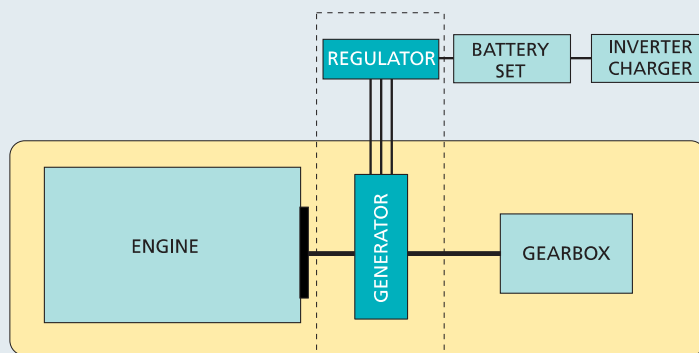 REGULATOR
BATTERY
SET
INVERTER
CHARGER
ENGINE
GENERATOR
GEARBOX